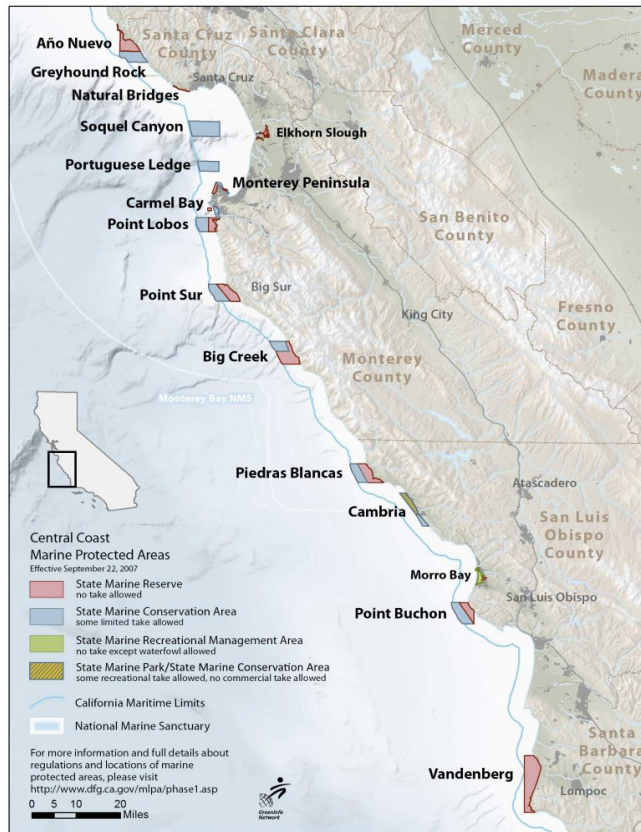 Santa Cruz
County
Santa Clara
County
Merced
County
Madera
County
Año Nuevo
Greyhound Rock
Santa Cruz
Natural Bridges
Soquel Canyon
Elkhorn Slough
Portuguese Ledge
Monterey Peninsula
Carmel Bay
Point Lobos
San Benito
County
Point Sur
Big Sur
King City
Fresno
County
Big Creek
Monterey
County
Monterey Bay NMS
Piedras Blancas
Atascadero
Cambria
San Luis
Obispo
County
Morro Bay
San Luis Obispo
Point Buchon
Santa
Barbara
County
Vandenberg
Lompoc
Central Coast
Marine Protected Areas
Effective September 22, 2007
State Marine Reserve
no take allowed
State Marine Conservation Area
some limited take allowed
State Marine Recreational Management Area
no take except waterfowl allowed
State Marine Park/State Marine Conservation Area
some recreational take allowed, no commercial take allowed
California Maritime Limits
National Marine Sanctuary
For more information and full details about
regulations and locations of marine
protected areas, please visit
http://www.dfg.ca.gov/mlpa/phase1.asp
0 5 10 20
Miles
GreenInfo
Network